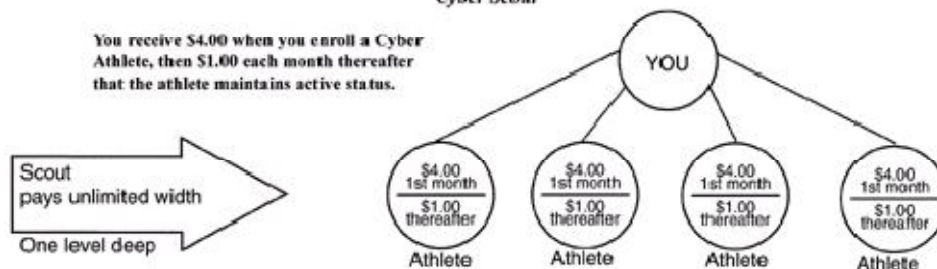 Cyber Scout
You receive $4.00 when you enroll a Cyber
Athlete, then $1.00 each month thereafter
that the athlete maintains active status.
YOU
Scout
pays unlimited width
One level deep
$4.00
1st month
$1.00
thereafter
Athlete
$4.00
1st month
$1.00
thereafter
Athlete
$4.00
1st month
$1.00
thereafter
Athlete
$4.00
1st month
$1.00
thereafter
Athlete